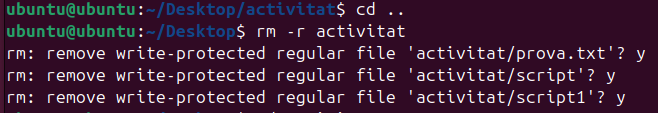 ubuntu@ubuntu:~/Desktop/activitat$ cd ..
ubuntu@ubuntu:~/Desktop$ rm -r activitat
rm: remove write-protected regular file 'activitat/prova.txt'? y
rm: remove write-protected regular file 'activitat/script'? y
rm: remove write-protected regular file 'activitat/script1'? y